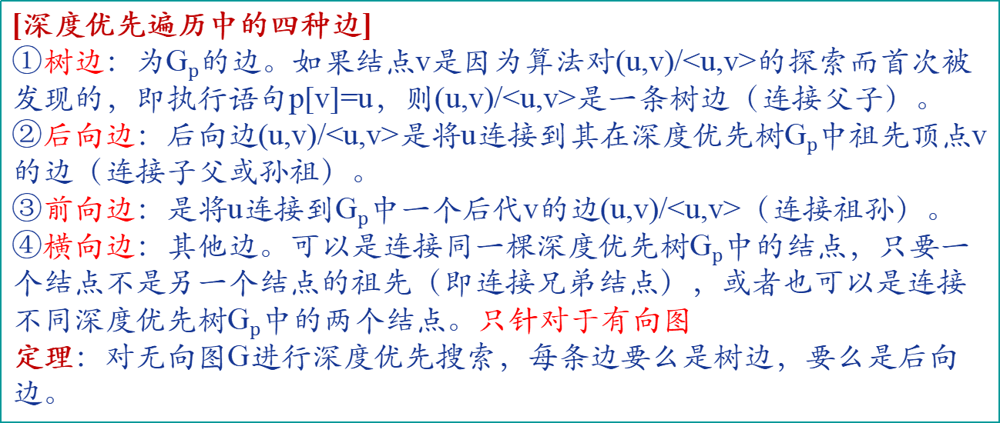 [深度优先遍历中的四种边]
①树边：为Gp的边。如果结点v是因为算法对(u,v)/<u,v>的探索而首次被
发现的，即执行语句p[v]=u，则(u,v)/<u,v>是一条树边（连接父子）。
②后向边：后向边(u,v)/<u,v>是将u连接到其在深度优先树Gp中祖先顶点v
的边（连接子父或孙祖）。
③前向边：是将u连接到Gp中一个后代v的边(u,v)/<u,v>（连接祖孙）。
④横向边：其他边。可以是连接同一棵深度优先树Gp中的结点，只要一
个结点不是另一个结点的祖先（即连接兄弟结点），或者也可以是连接
不同深度优先树Gp中的两个结点。只针对于有向图
定理：对无向图G进行深度优先搜索，每条边要么是树边，要么是后向
边。